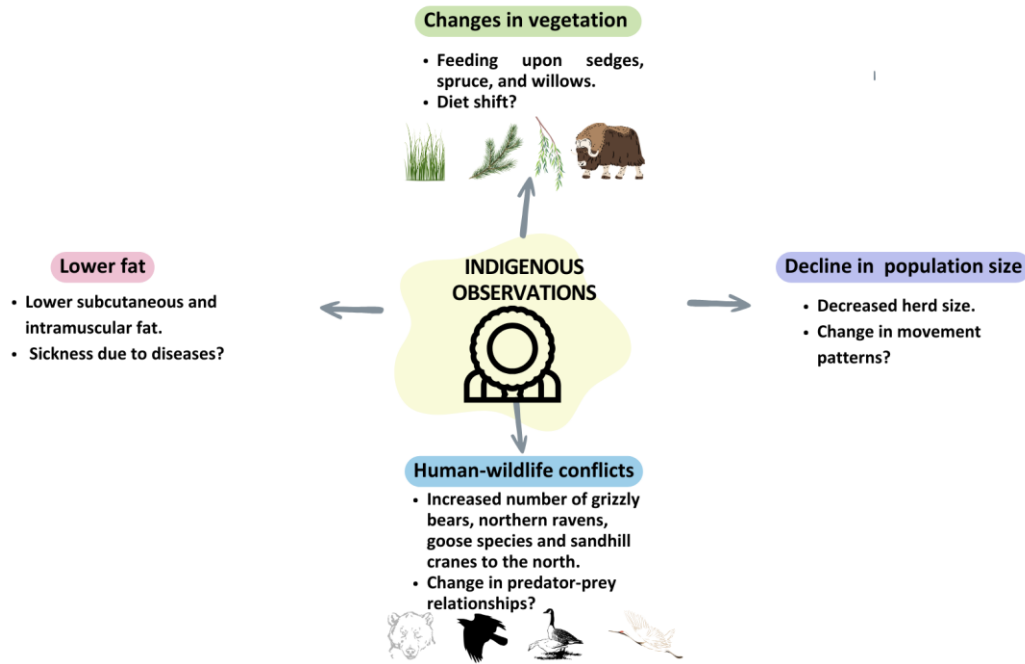 Changes in vegetation
• Feeding upon sedges,
spruce, and willows.
• Diet shift?
Lower fat
• Lower subcutaneous and
intramuscular fat.
• Sickness due to diseases?
INDIGENOUS
OBSERVATIONS
Decline in population size
• Decreased herd size.
• Change in movement
patterns?
Human-wildlife conflicts
• Increased number of grizzly
bears, northern ravens,
goose species and sandhill
cranes to the north.
• Change in predator-prey
relationships?